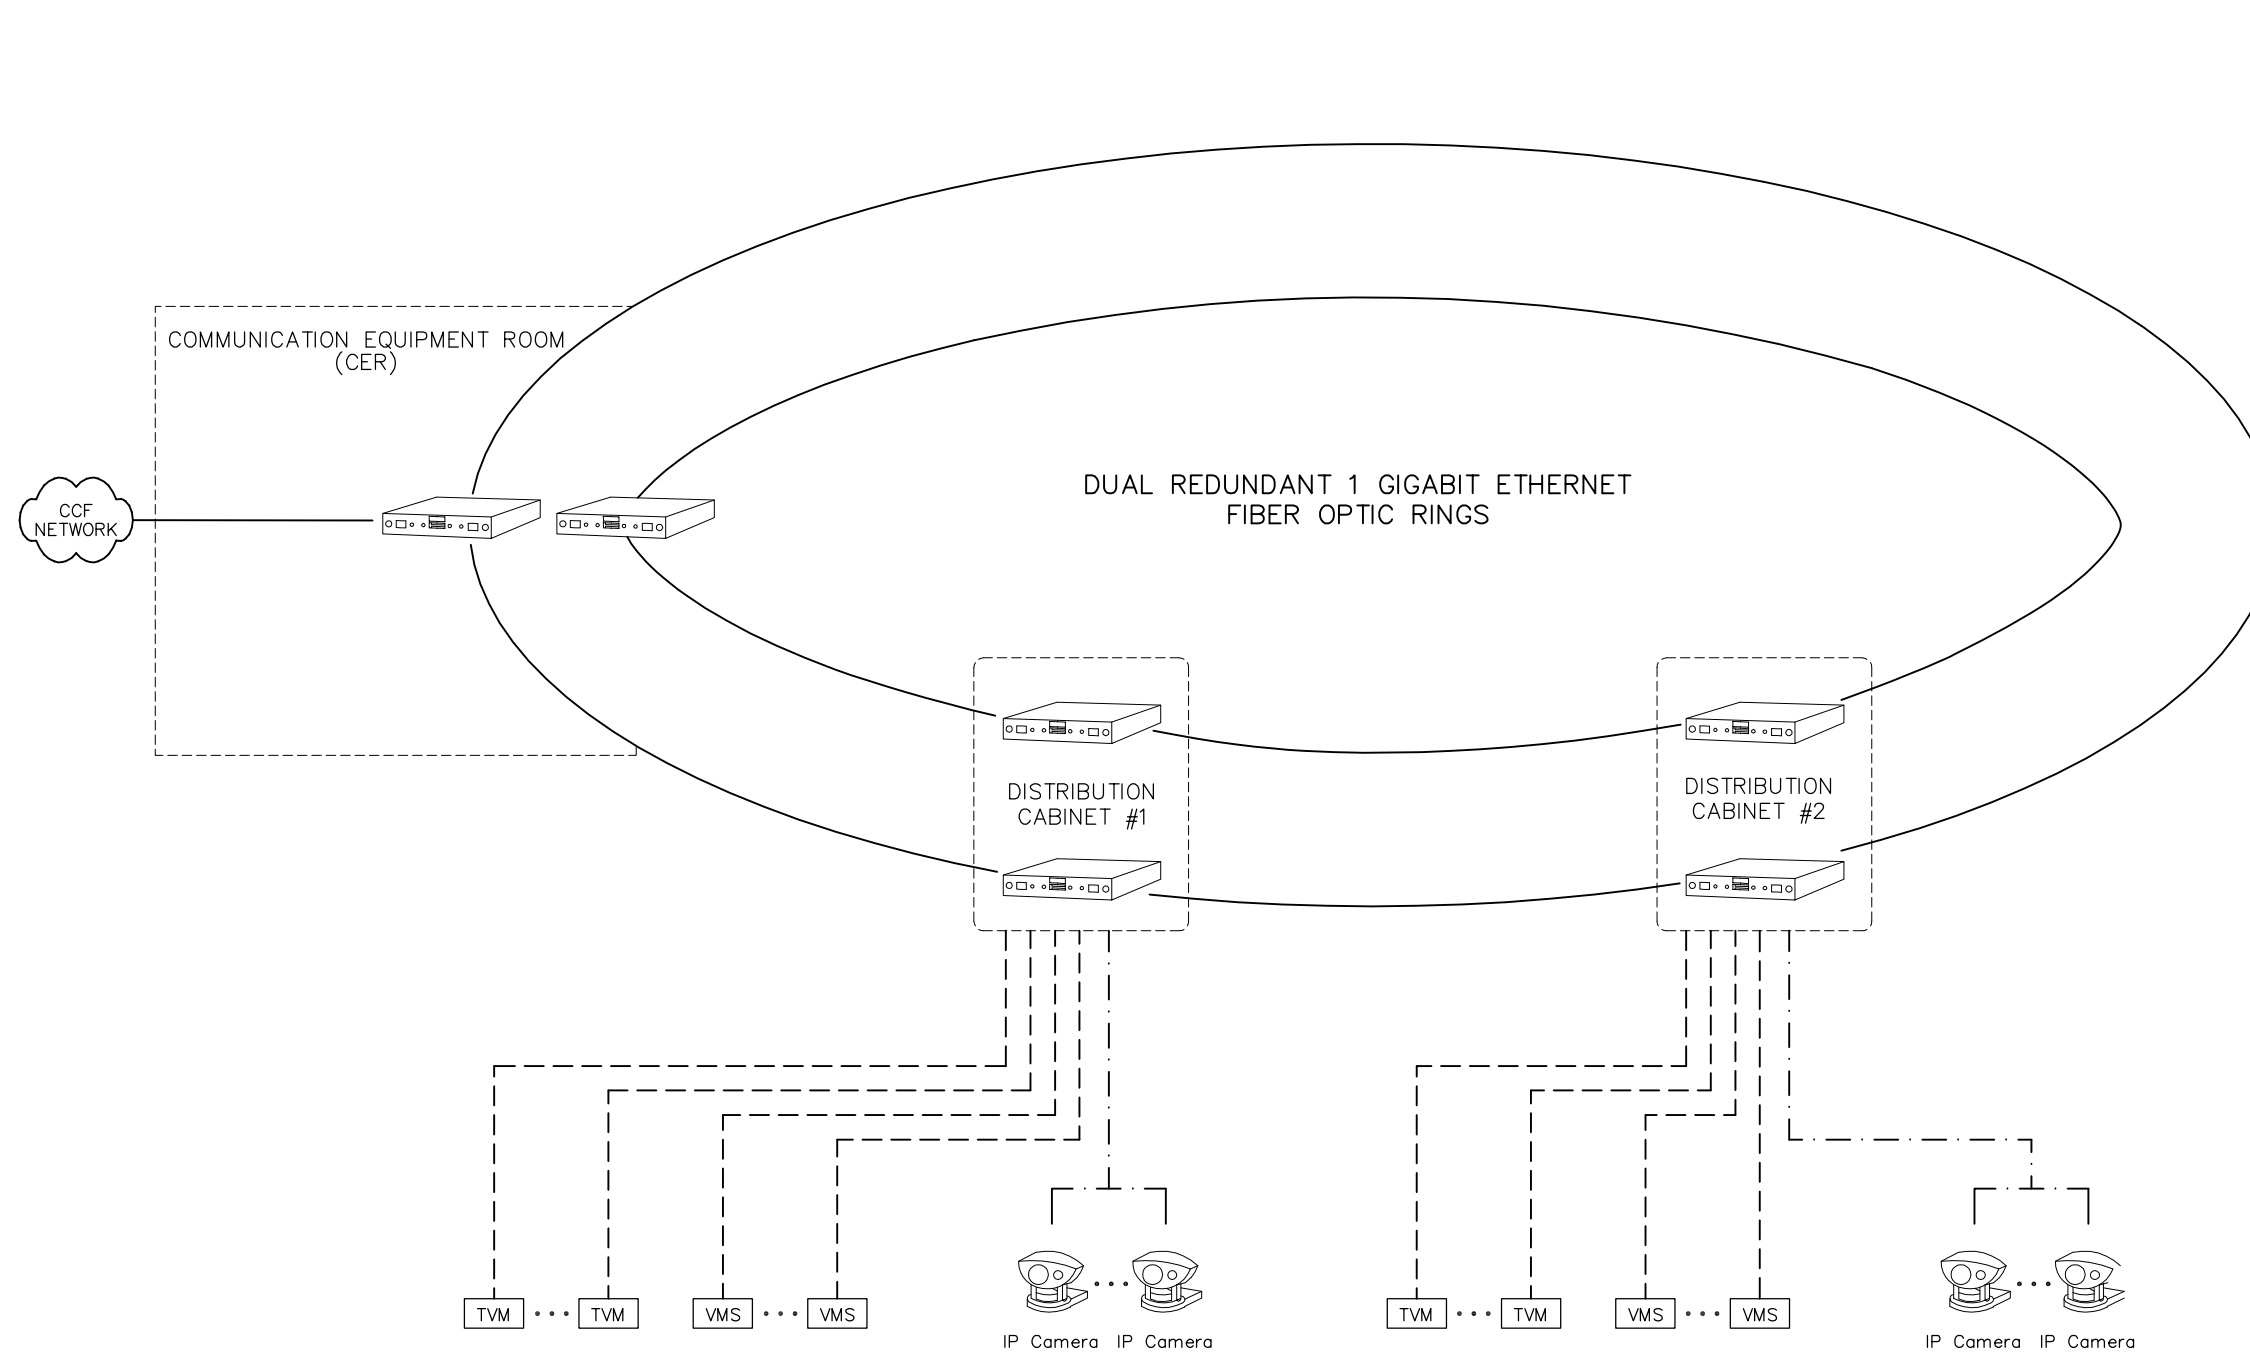 COMMUNICATION EQUIPMENT ROOM
(CER)
CCF
NETWORK
DUAL REDUNDANT 1 GIGABIT ETHERNET
FIBER OPTIC RINGS
DISTRIBUTION
CABINET #1
DISTRIBUTION
CABINET #2
TVM
TVM
VMS
VMS
IP Camera
IP Camera
TVM
TVM
VMS
VMS
IP Camera
IP Camera